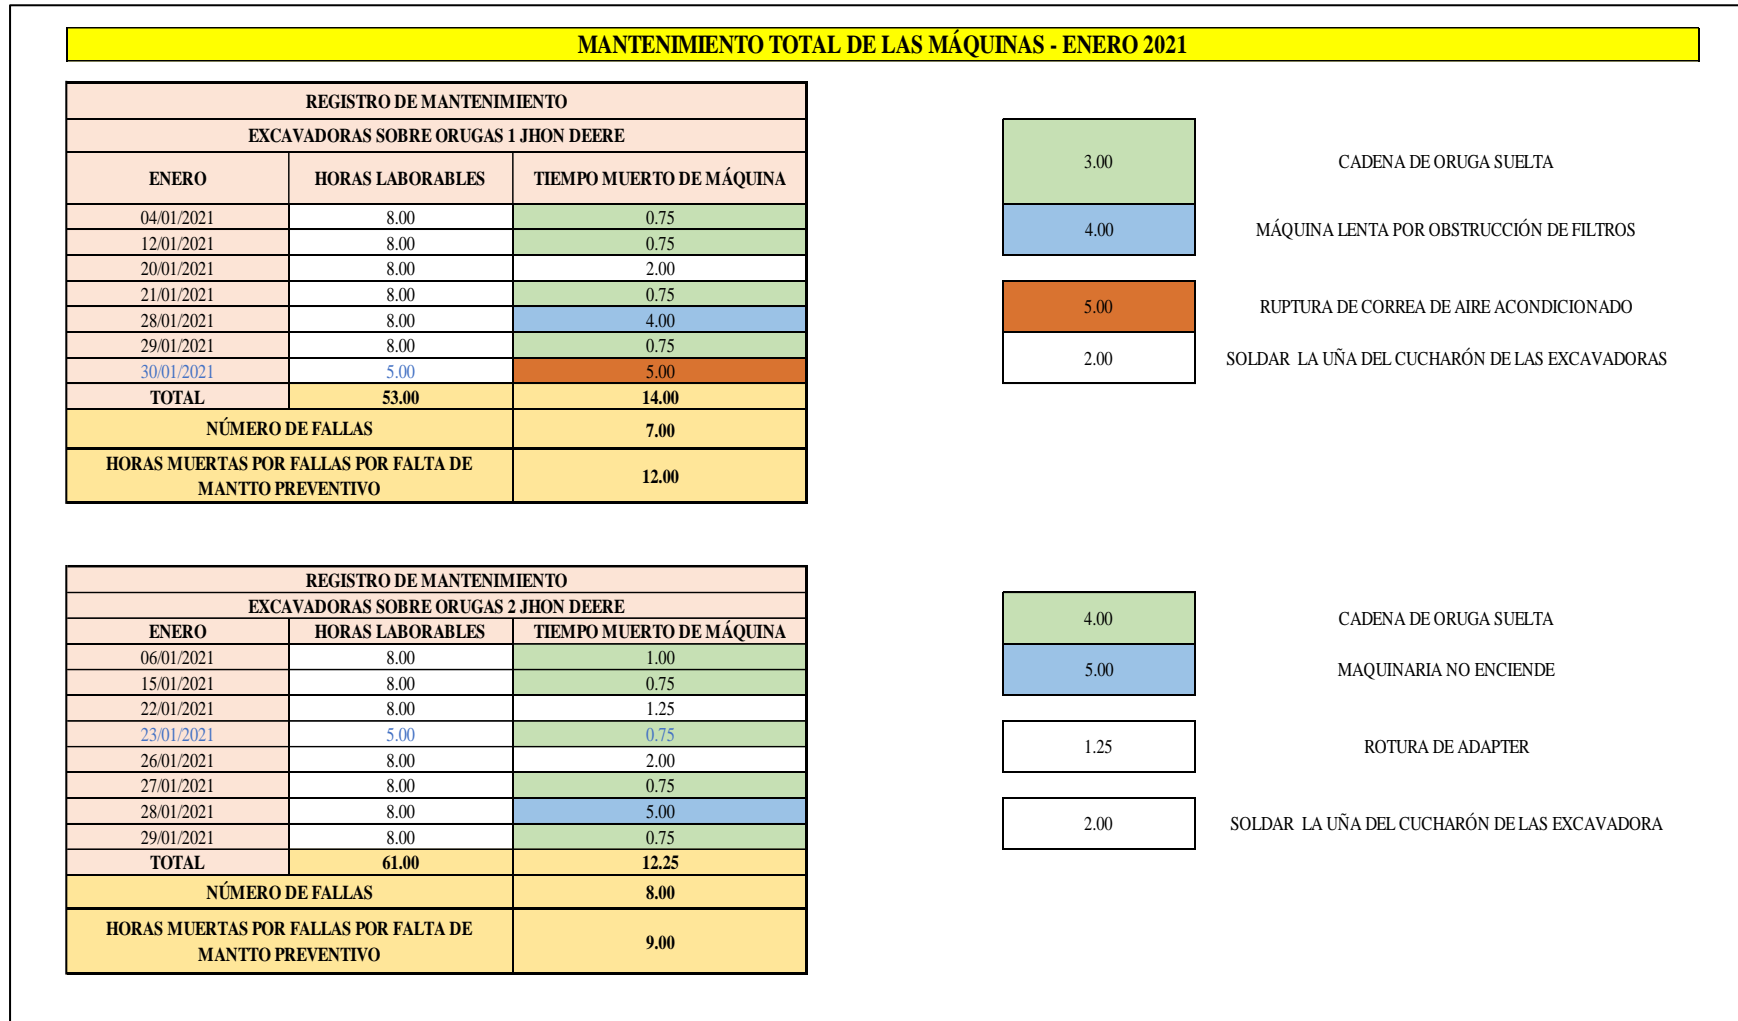 MANTENIMIENTO TOTAL DE LAS MÁQUINAS - ENERO 2021
REGISTRO DE MANTENIMIENTO
EXCAVADORAS SOBRE ORUGAS 1 JHON DEERE
ENERO HORAS LABORABLES TIEMPO MUERTO DE MÁQUINA
04/01/2021 8.00 0.75
12/01/2021 8.00 0.75
20/01/2021 8.00 2.00
21/01/2021 8.00 0.75
28/01/2021 8.00 4.00
29/01/2021 8.00 0.75
30/01/2021 5.00 5.00
TOTAL 53.00 14.00
NÚMERO DE FALLAS 7.00
HORAS MUERTAS POR FALLAS POR FALTA DE
MANTTO PREVENTIVO 12.00
3.00 CADENA DE ORUGA SUELTA
4.00 MÁQUINA LENTA POR OBSTRUCCIÓN DE FILTROS
5.00 RUPTURA DE CORREA DE AIRE ACONDICIONADO
2.00 SOLDAR LA UÑA DEL CUCHARÓN DE LAS EXCAVADORAS
REGISTRO DE MANTENIMIENTO
EXCAVADORAS SOBRE ORUGAS 2 JHON DEERE
ENERO HORAS LABORABLES TIEMPO MUERTO DE MÁQUINA
06/01/2021 8.00 1.00
15/01/2021 8.00 0.75
22/01/2021 8.00 1.25
23/01/2021 5.00 0.75
26/01/2021 8.00 2.00
27/01/2021 8.00 0.75
28/01/2021 8.00 5.00
29/01/2021 8.00 0.75
TOTAL 61.00 12.25
NÚMERO DE FALLAS 8.00
HORAS MUERTAS POR FALLAS POR FALTA DE
MANTTO PREVENTIVO 9.00
4.00 CADENA DE ORUGA SUELTA
5.00 MAQUINARIA NO ENCIENDE
1.25 ROTURA DE ADAPTER
2.00 SOLDAR LA UÑA DEL CUCHARÓN DE LAS EXCAVADORA